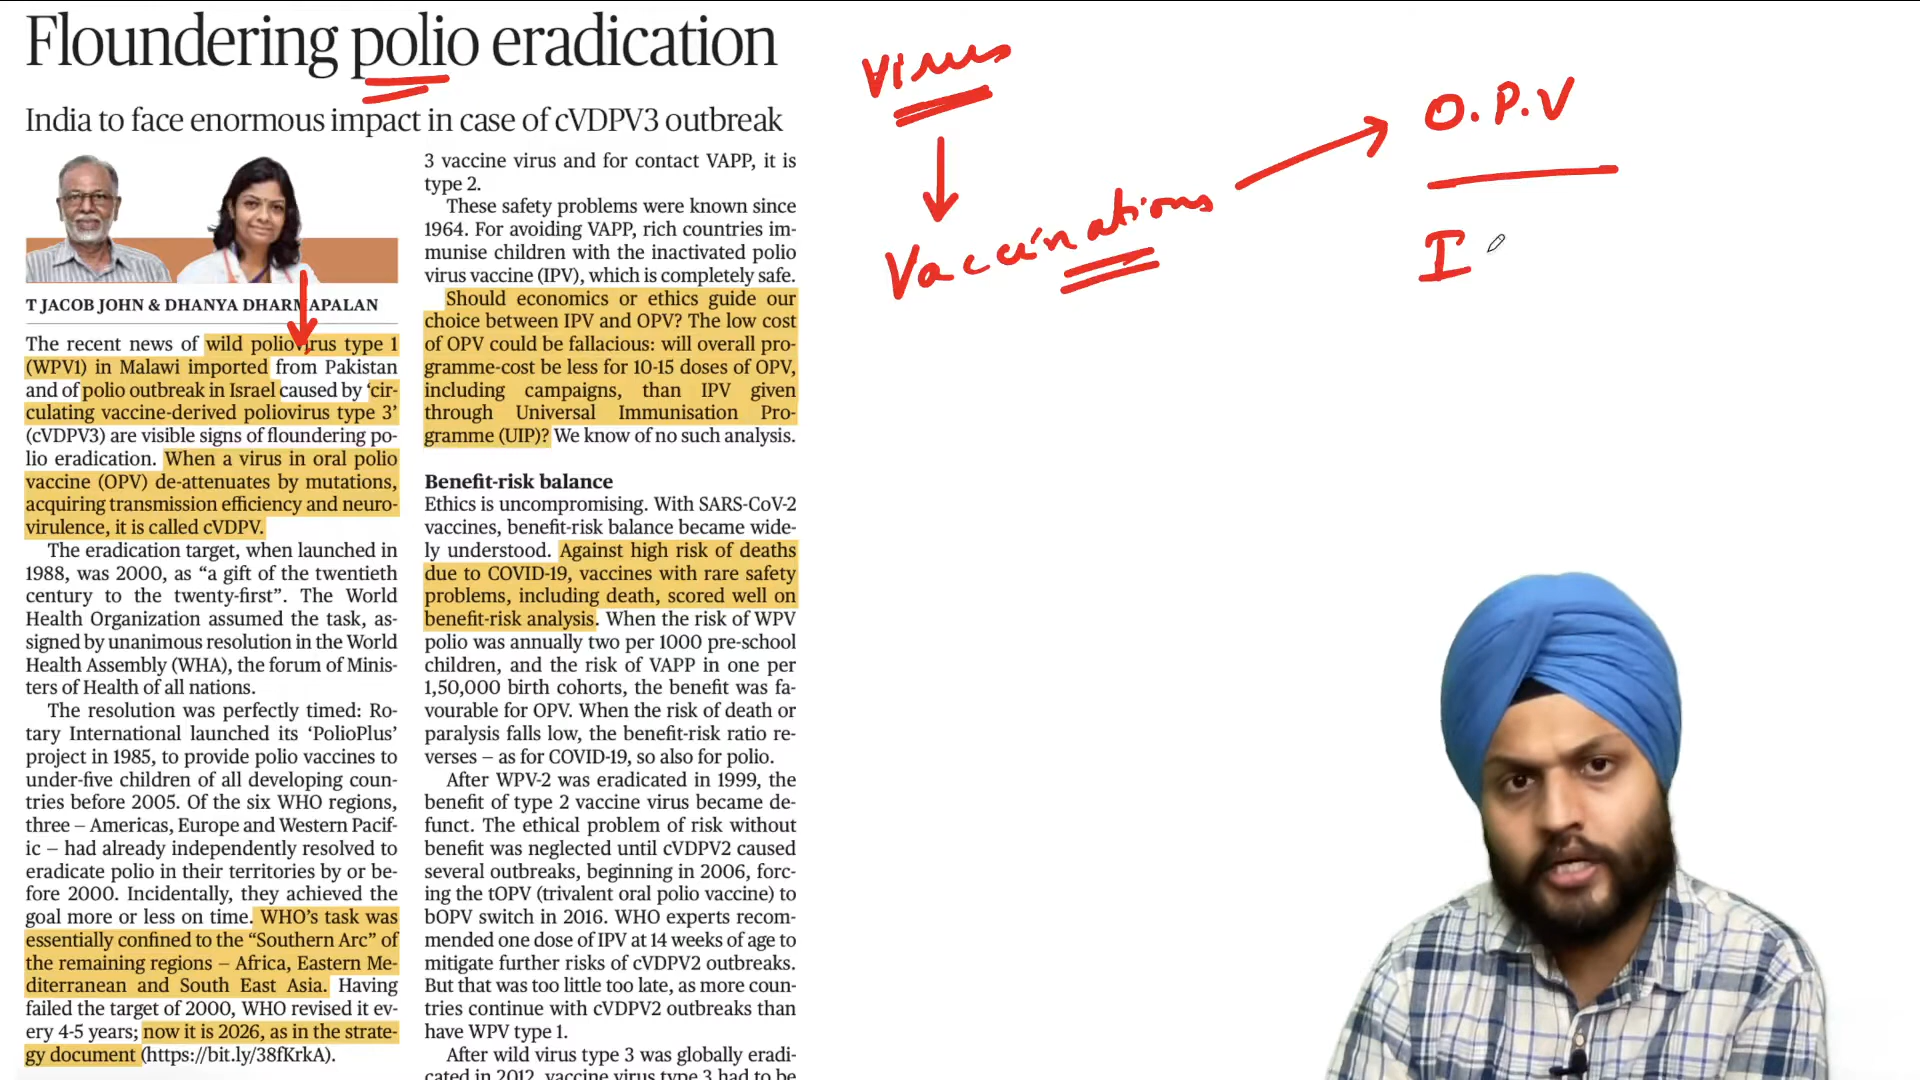 Floundering polio eradication
India to face enormous impact in case of cVDPV3 outbreak
T JACOB JOHN & DHANYA DHARMAPALAN
The recent news of wild poliovirus type 1
(WPV1) in Malawi imported from Pakistan
and of polio outbreak in Israel caused by ‘cir-
culating vaccine-derived poliovirus type 3’
(cVDPV3) are visible signs of floundering po-
lio eradication. When a virus in oral polio
vaccine (OPV) de-attenuates by mutations,
acquiring transmission efficiency and neuro-
virulence, it is called cVDPV.
The eradication target, when launched in
1988, was 2000, as “a gift of the twentieth
century to the twenty-first”. The World
Health Organization assumed the task, as-
signed by unanimous resolution in the World
Health Assembly (WHA), the forum of Minis-
ters of Health of all nations.
The resolution was perfectly timed: Ro-
tary International launched its ‘PolioPlus’
project in 1985, to provide polio vaccines to
under-five children of all developing coun-
tries before 2005. Of the six WHO regions,
three – Americas, Europe and Western Pacif-
ic – had already independently resolved to
eradicate polio in their territories by or be-
fore 2000. Incidentally, they achieved the
goal more or less on time. WHO’s task was
essentially confined to the “Southern Arc” of
the remaining regions – Africa, Eastern Me-
diterranean and South East Asia. Having
failed the target of 2000, WHO revised it ev-
ery 4-5 years; now it is 2026, as in the strate-
gy document (https://bit.ly/38fKrkA).
3 vaccine virus and for contact VAPP, it is
type 2.
These safety problems were known since
1964. For avoiding VAPP, rich countries im-
munise children with the inactivated polio
virus vaccine (IPV), which is completely safe.
Should economics or ethics guide our
choice between IPV and OPV? The low cost
of OPV could be fallacious: will overall pro-
gramme-cost be less for 10-15 doses of OPV,
including campaigns, than IPV given
through Universal Immunisation Pro-
gramme (UIP)? We know of no such analysis.
Benefit-risk balance
Ethics is uncompromising. With SARS-CoV-2
vaccines, benefit-risk balance became wide-
ly understood. Against high risk of deaths
due to COVID-19, vaccines with rare safety
problems, including death, scored well on
benefit-risk analysis. When the risk of WPV
polio was annually two per 1000 pre-school
children, and the risk of VAPP in one per
1,50,000 birth cohorts, the benefit was fa-
vourable for OPV. When the risk of death or
paralysis falls low, the benefit-risk ratio re-
verses – as for COVID-19, so also for polio.
After WPV-2 was eradicated in 1999, the
benefit of type 2 vaccine virus became de-
funct. The ethical problem of risk without
benefit was neglected until cVDPV2 caused
several outbreaks, beginning in 2006, forc-
ing the tOPV (trivalent oral polio vaccine) to
bOPV switch in 2016. WHO experts recom-
mended one dose of IPV at 14 weeks of age to
mitigate further risks of cVDPV2 outbreaks.
But that was too little too late, as more coun-
tries continue with cVDPV2 outbreaks than
have WPV type 1.
After wild virus type 3 was globally eradi-
cated in 2012, vaccine virus type 3 had to be
Virus
Vaccinations
O.P.V
I